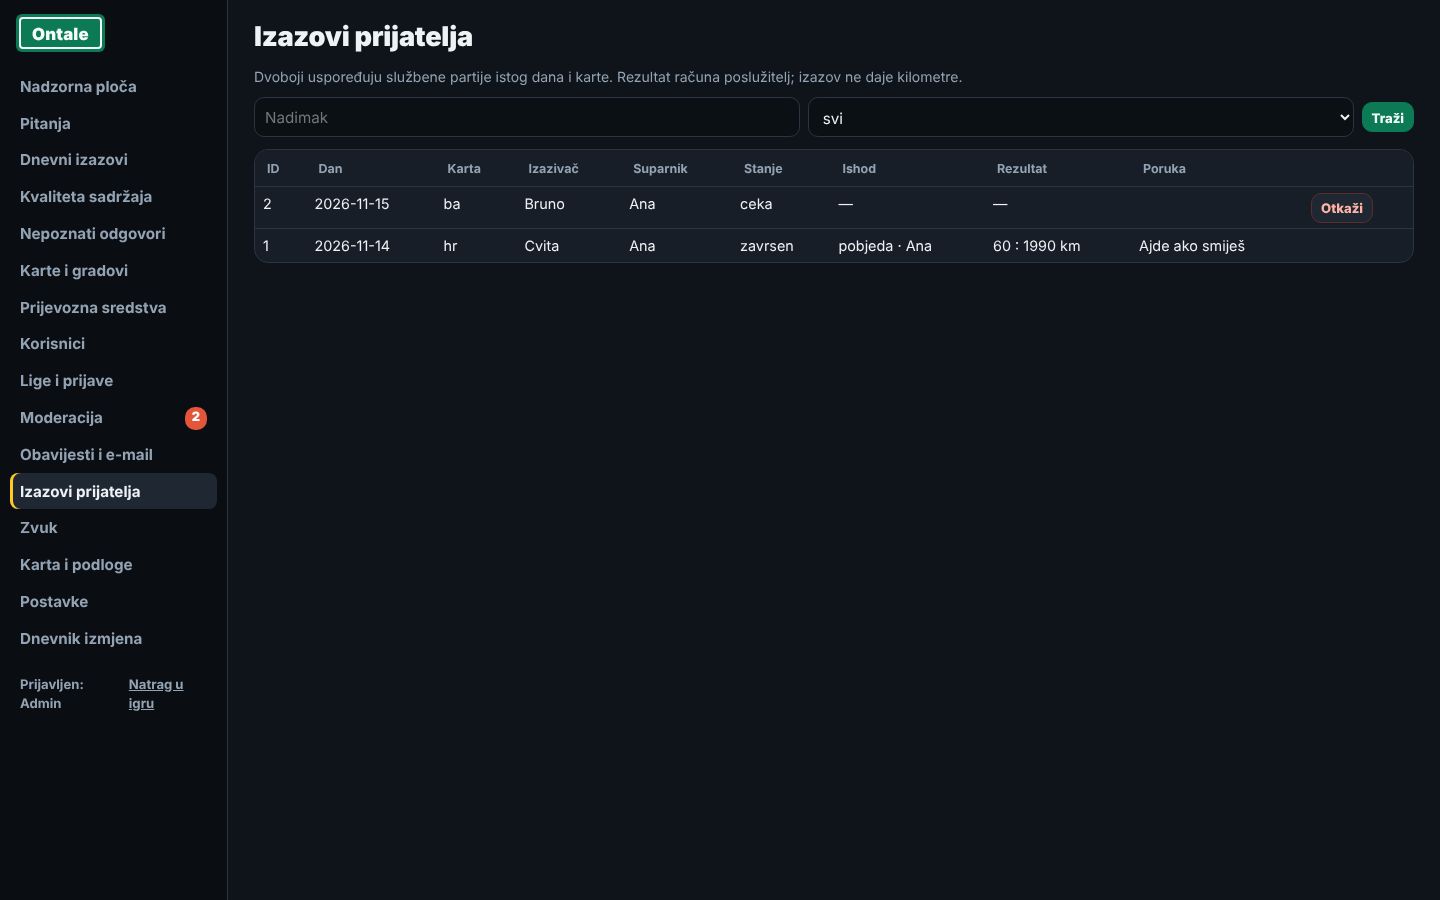 Ontale
Nadzorna ploča
Pitanja
Dnevni izazovi
Kvaliteta sadržaja
Nepoznati odgovori
Karte i gradovi
Prijevozna sredstva
Korisnici
Lige i prijave
Moderacija 2
Obavijesti i e-mail
Izazovi prijatelja
Zvuk
Karta i podloge
Postavke
Dnevnik izmjena
Prijavljen: Admin
Natrag u igru
Izazovi prijatelja
Dvoboji uspoređuju službene partije istog dana i karte. Rezultat računa poslužitelj; izazov ne daje kilometre.
Nadimak svi Traži
ID Dan Karta Izazivač Suparnik Stanje Ishod Rezultat Poruka
2 2026-11-15 ba Bruno Ana ceka — — Otkaži
1 2026-11-14 hr Cvita Ana zavrsen pobjeda · Ana 60 : 1990 km Ajde ako smiješ